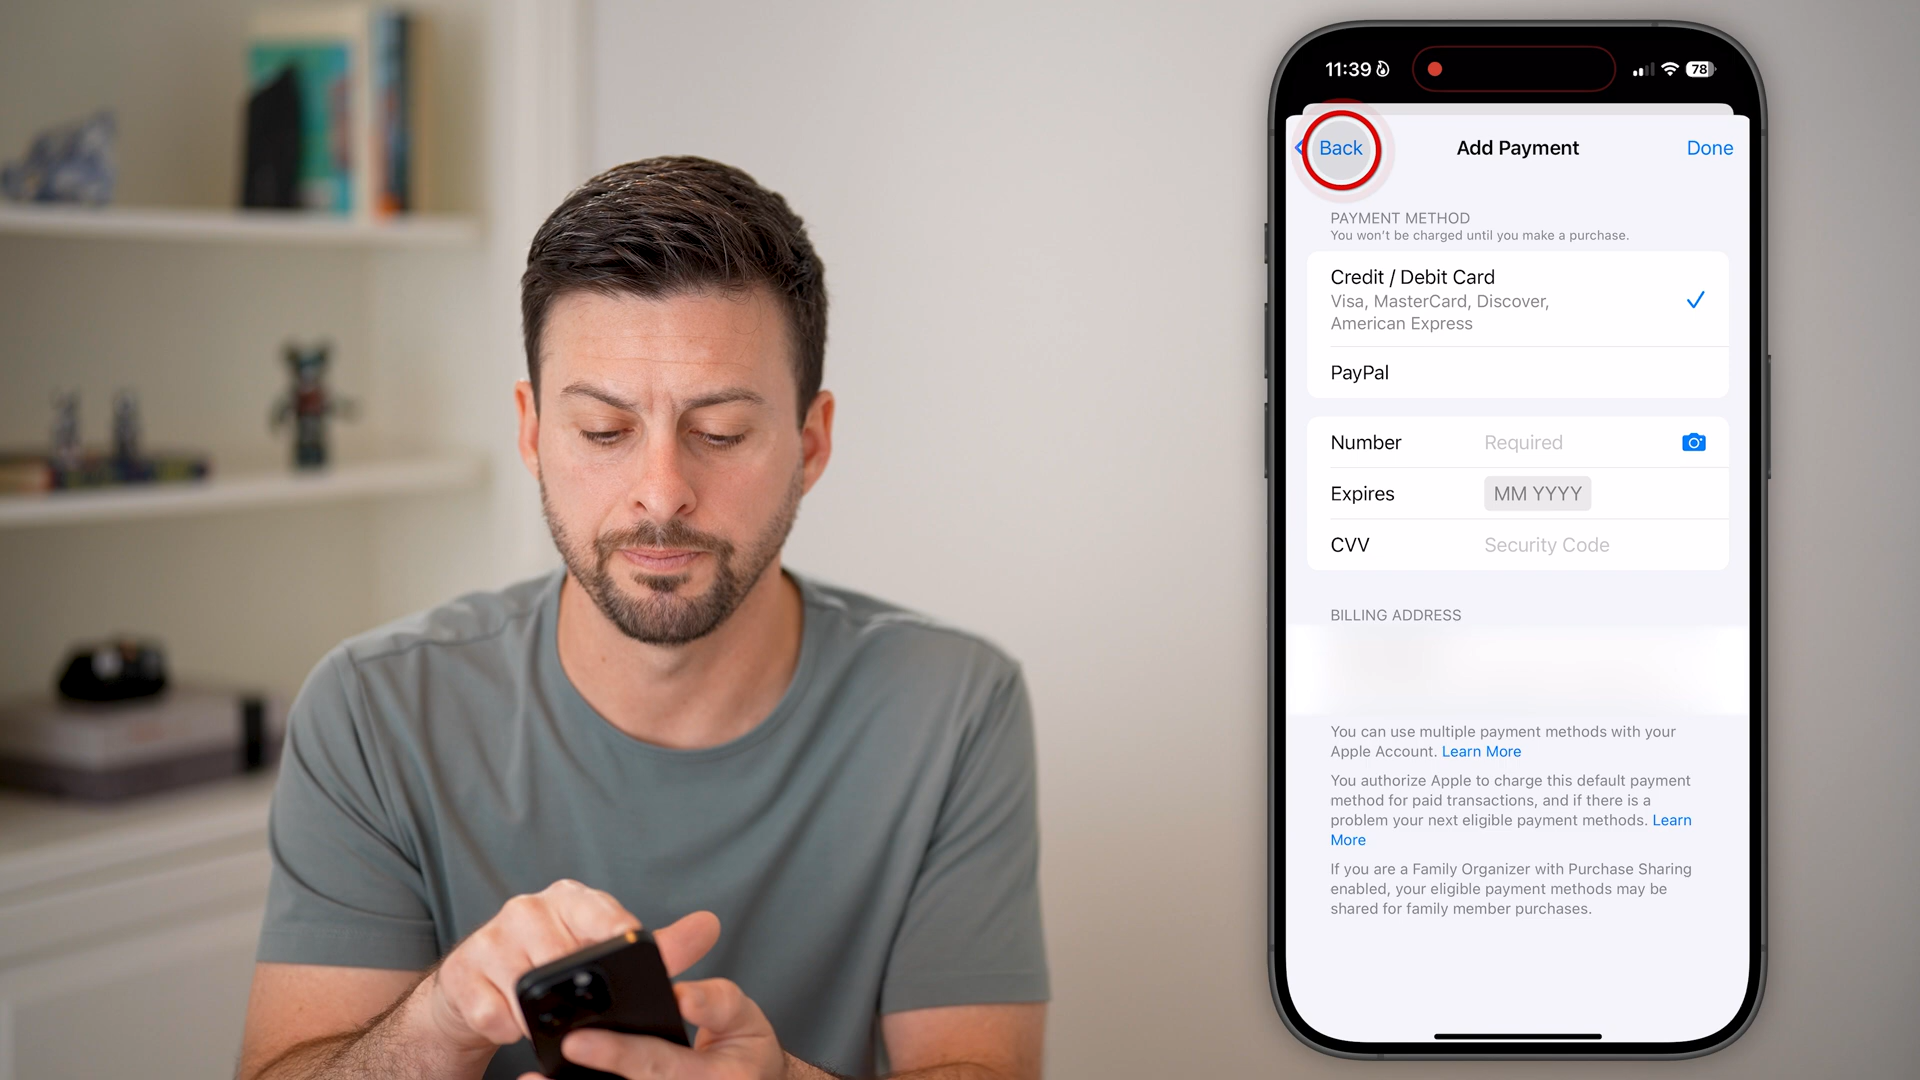 11:39
78
Back
Add Payment
Done
PAYMENT METHOD
You won't be charged until you make a purchase.
Credit / Debit Card
Visa, MasterCard, Discover,
American Express
PayPal
Number
Required
Expires
MM YYYY
CVV
Security Code
BILLING ADDRESS
You can use multiple payment methods with your
Apple Account. Learn More
You authorize Apple to charge this default payment
method for paid transactions, and if there is a
problem your next eligible payment methods. Learn
More
If you are a Family Organizer with Purchase Sharing
enabled, your eligible payment methods may be
shared for family member purchases.